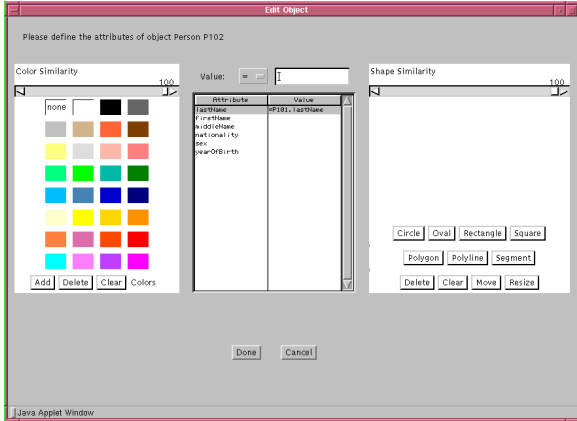 Edit Object
Please define the attributes of object Person P102
Color Similarity
100
none
Add Delete Clear Colors
Value: =
Attribute Value
lastName =P101.lastName
firstName
middleName
nationality
sex
yearOfBirth
Shape Similarity
100
Circle Oval Rectangle Square
Polygon Polyline Segment
Delete Clear Move Resize
Done Cancel
Java Applet Window